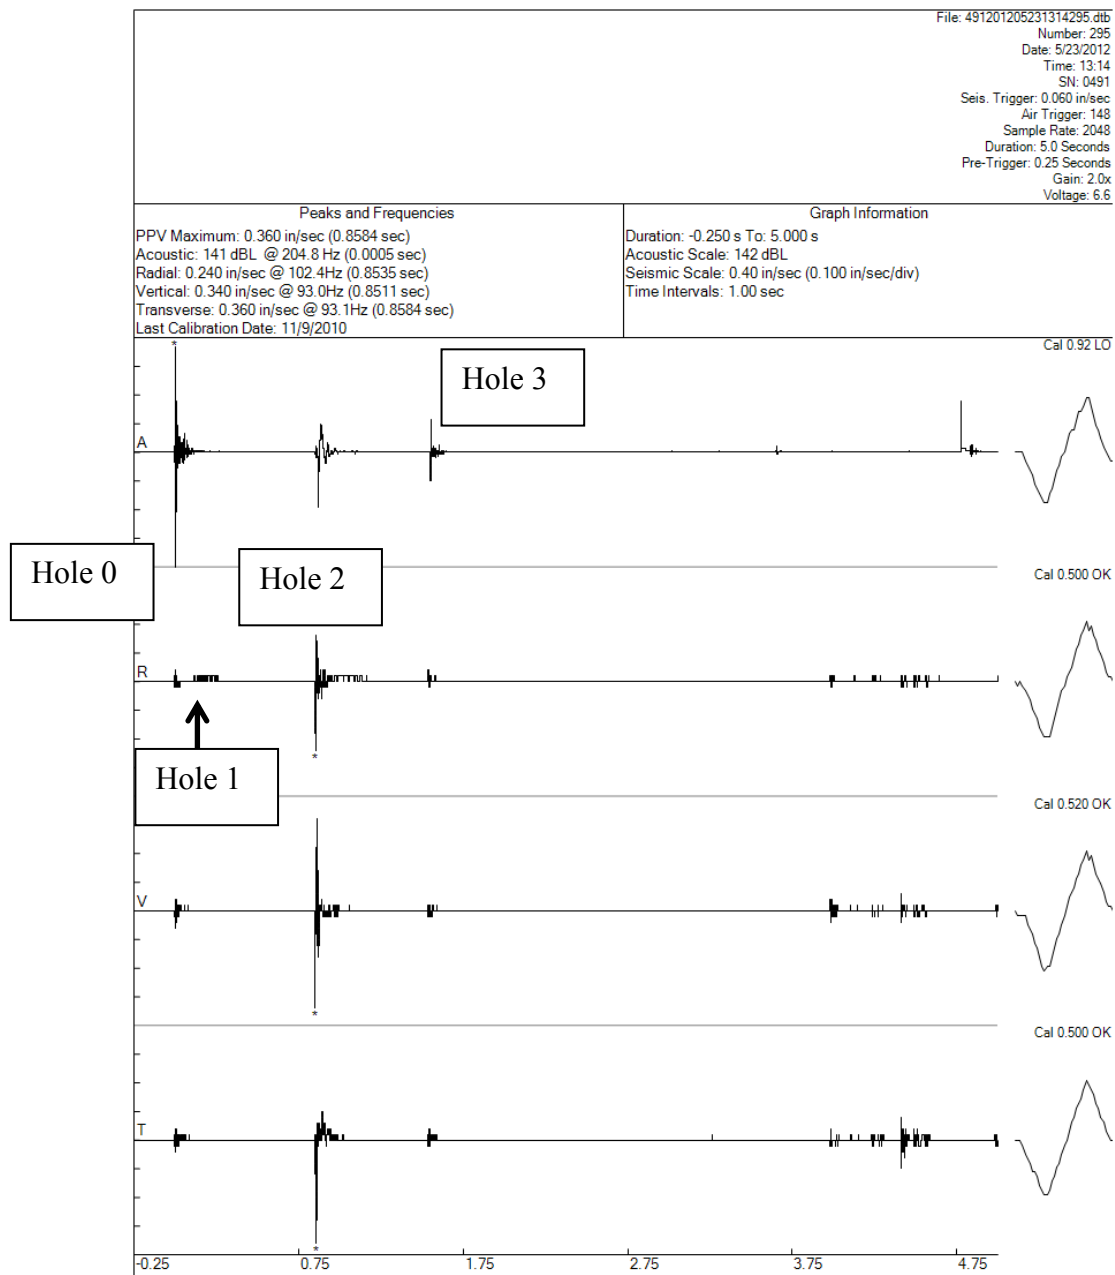 File: 491201205231314295.dtb
Number: 295
Date: 5/23/2012
Time: 13:14
SN: 0491
Seis. Trigger: 0.060 in/sec
Air Trigger: 148
Sample Rate: 2048
Duration: 5.0 Seconds
Pre-Trigger: 0.25 Seconds
Gain: 2.0x
Voltage: 6.6
Peaks and Frequencies
PPV Maximum: 0.360 in/sec (0.8584 sec)
Acoustic: 141 dBL @ 204.8 Hz (0.0005 sec)
Radial: 0.240 in/sec @ 102.4Hz (0.8535 sec)
Vertical: 0.340 in/sec @ 93.0Hz (0.8511 sec)
Transverse: 0.360 in/sec @ 93.1Hz (0.8584 sec)
Last Calibration Date: 11/9/2010
Graph Information
Duration: -0.250 s To: 5.000 s
Acoustic Scale: 142 dBL
Seismic Scale: 0.40 in/sec (0.100 in/sec/div)
Time Intervals: 1.00 sec
*
Cal 0.92 LO
Hole 3
A
Hole 0
Hole 2
Cal 0.500 OK
R
*
Hole 1
Cal 0.520 OK
V
*
Cal 0.500 OK
T
*
-0.25 0.75 1.75 2.75 3.75 4.75